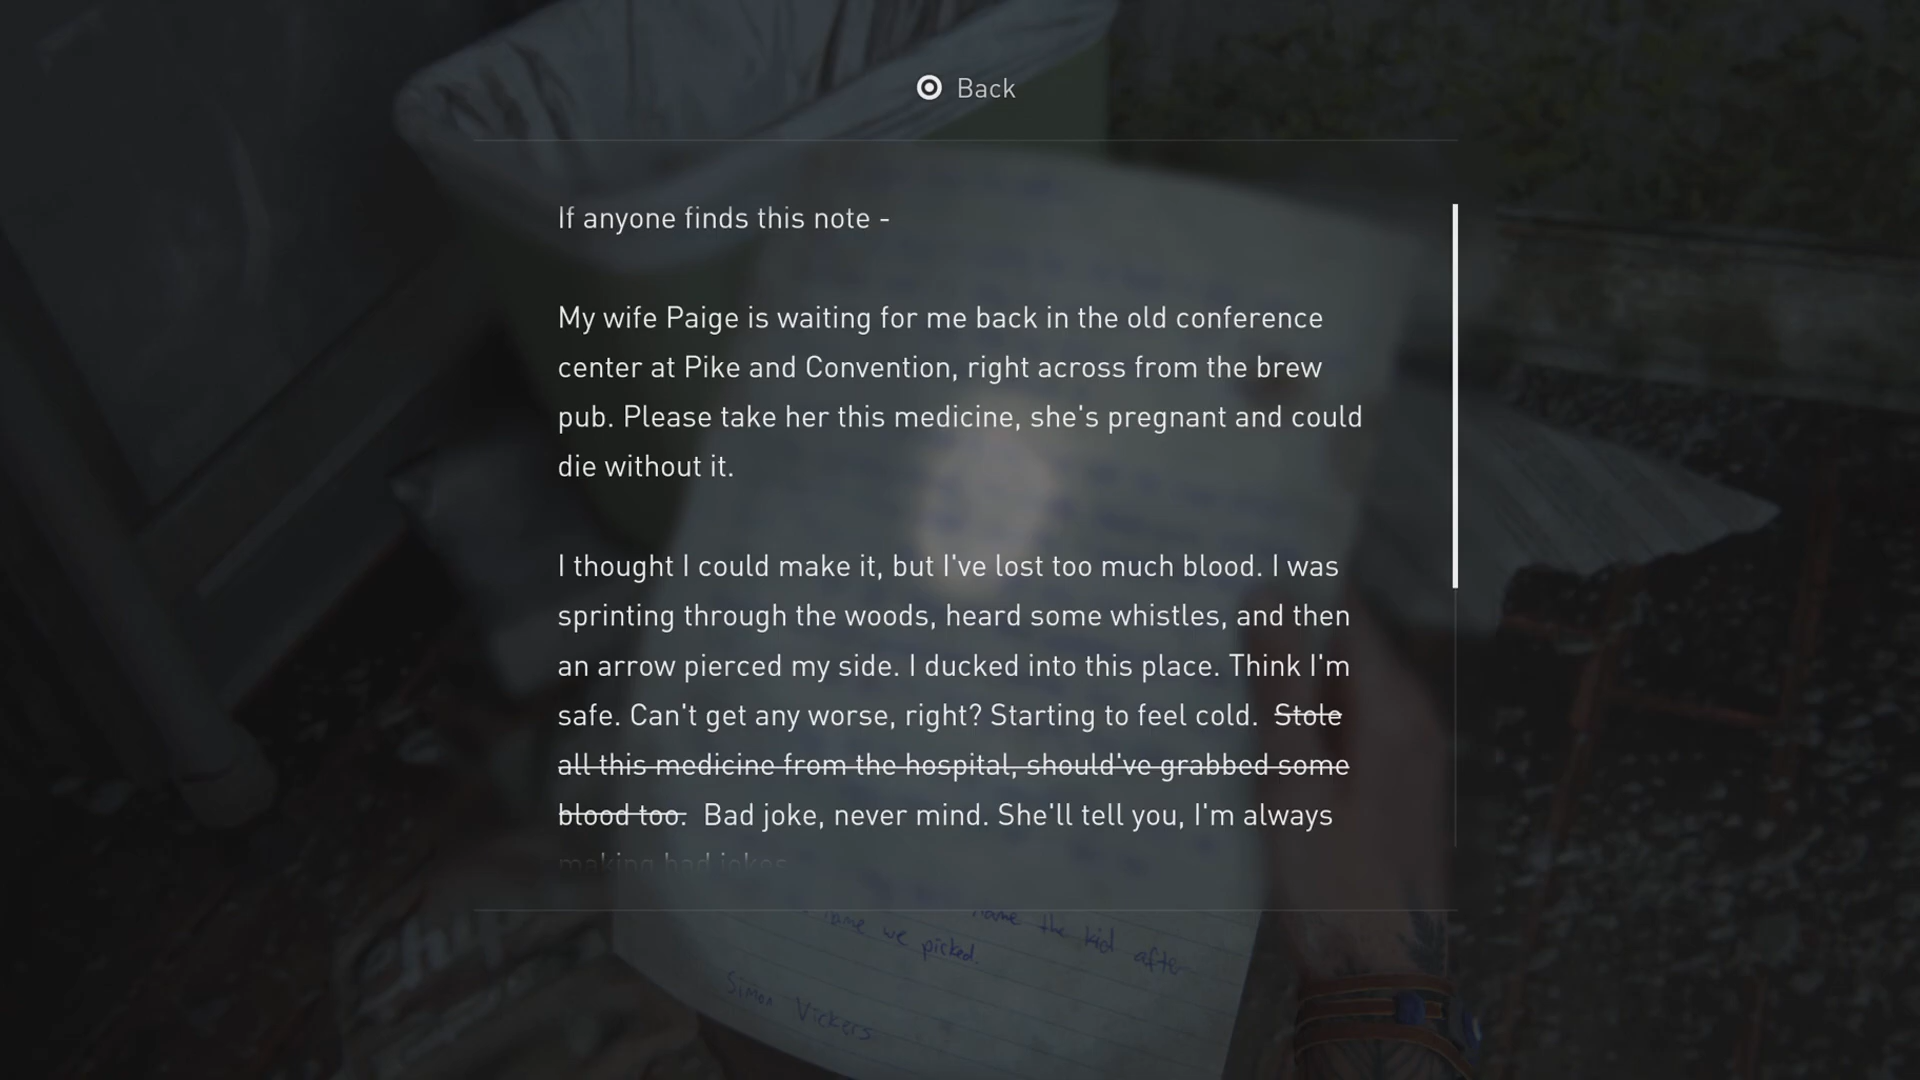 Back
If anyone finds this note -
My wife Paige is waiting for me back in the old conference
center at Pike and Convention, right across from the brew
pub. Please take her this medicine, she's pregnant and could
die without it.
I thought I could make it, but I've lost too much blood. I was
sprinting through the woods, heard some whistles, and then
an arrow pierced my side. I ducked into this place. Think I'm
safe. Can't get any worse, right? Starting to feel cold. Stole
all this medicine from the hospital, should've grabbed some
blood too. Bad joke, never mind. She'll tell you, I'm always
making bad jokes
name the kid after
name we picked.
Simon Vickers